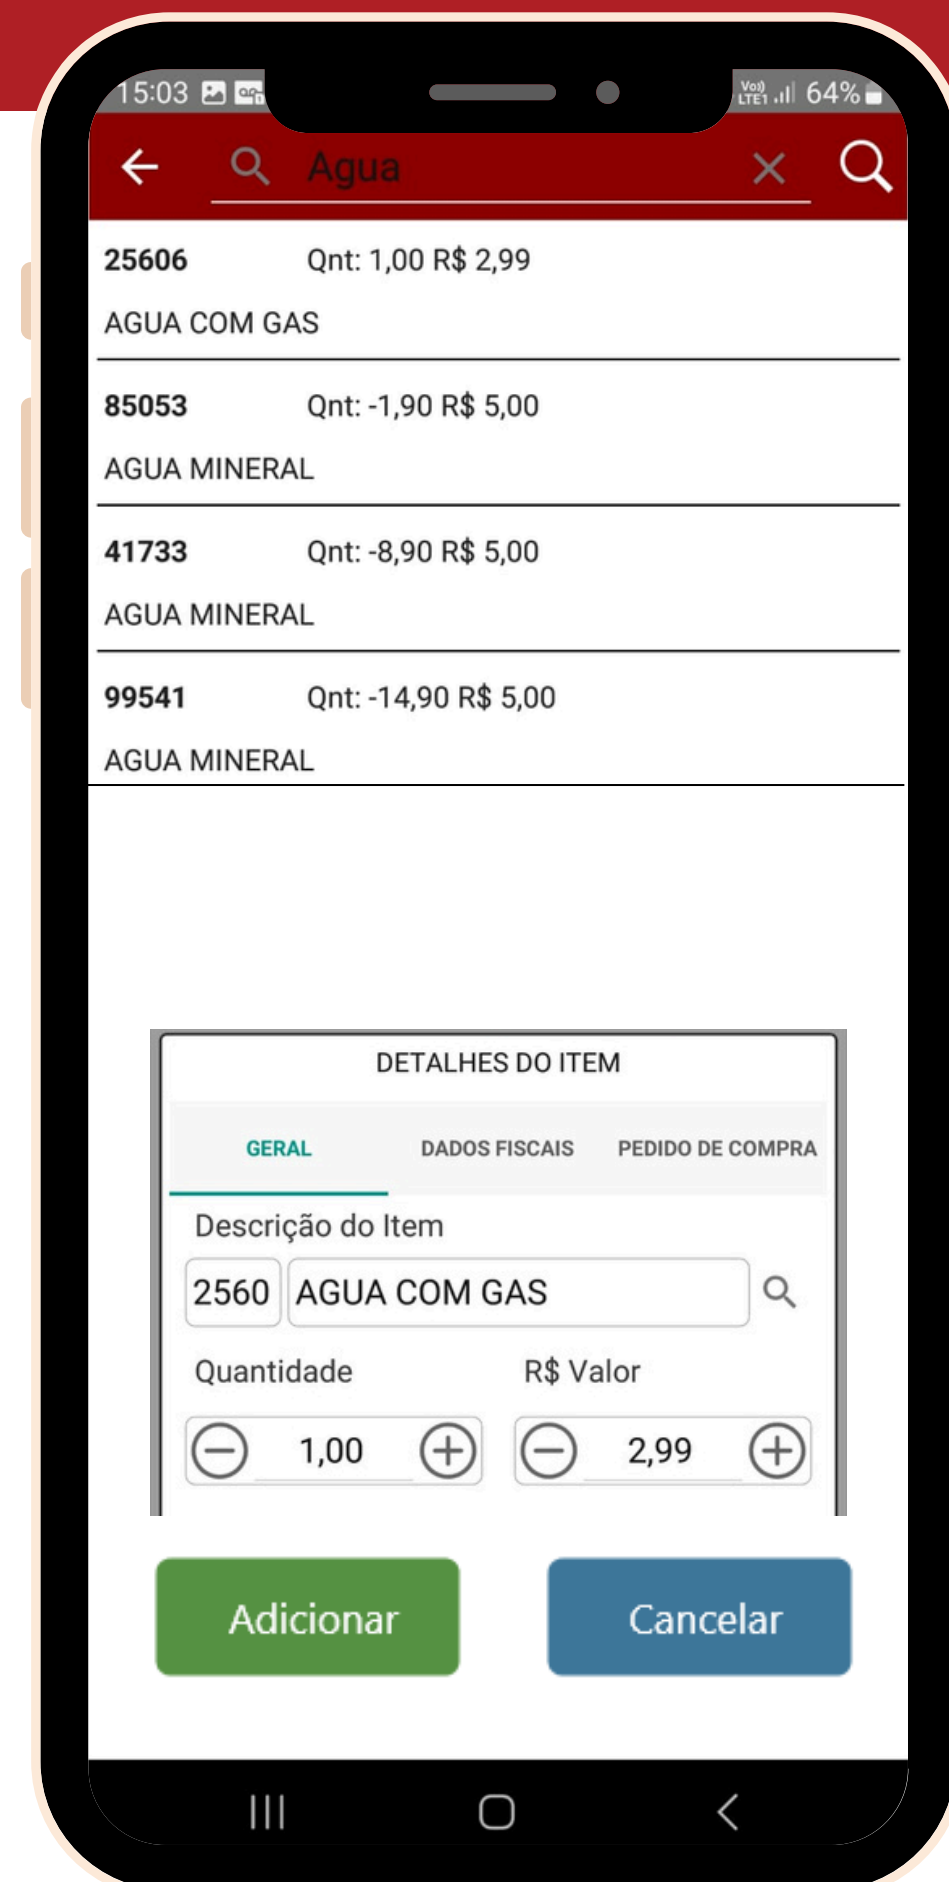 15:03 Vo)) LTE1 64%
Agua
25606 Qnt: 1,00 R$ 2,99
AGUA COM GAS
85053 Qnt: -1,90 R$ 5,00
AGUA MINERAL
41733 Qnt: -8,90 R$ 5,00
AGUA MINERAL
99541 Qnt: -14,90 R$ 5,00
AGUA MINERAL
DETALHES DO ITEM
GERAL DADOS FISCAIS PEDIDO DE COMPRA
Descrição do Item
2560 AGUA COM GAS
Quantidade R$ Valor
1,00 2,99
Adicionar Cancelar